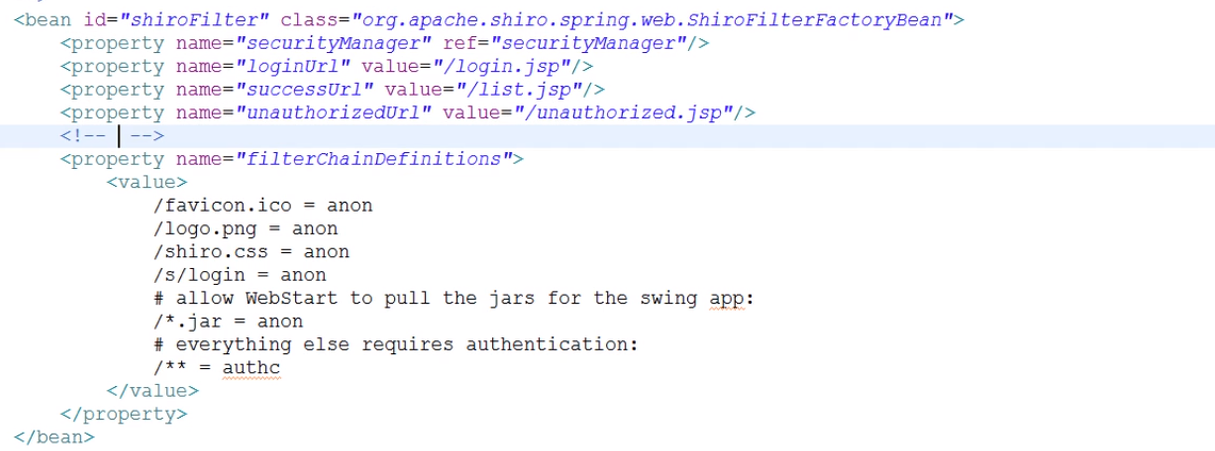 <bean id="shiroFilter" class="org.apache.shiro.spring.web.ShiroFilterFactoryBean">
<property name="securityManager" ref="securityManager"/>
<property name="loginUrl" value="/login.jsp"/>
<property name="successUrl" value="/list.jsp"/>
<property name="unauthorizedUrl" value="/unauthorized.jsp"/>
<!--  -->
<property name="filterChainDefinitions">
<value>
/favicon.ico = anon
/logo.png = anon
/shiro.css = anon
/s/login = anon
# allow WebStart to pull the jars for the swing app:
/*.jar = anon
# everything else requires authentication:
/** = authc
</value>
</property>
</bean>